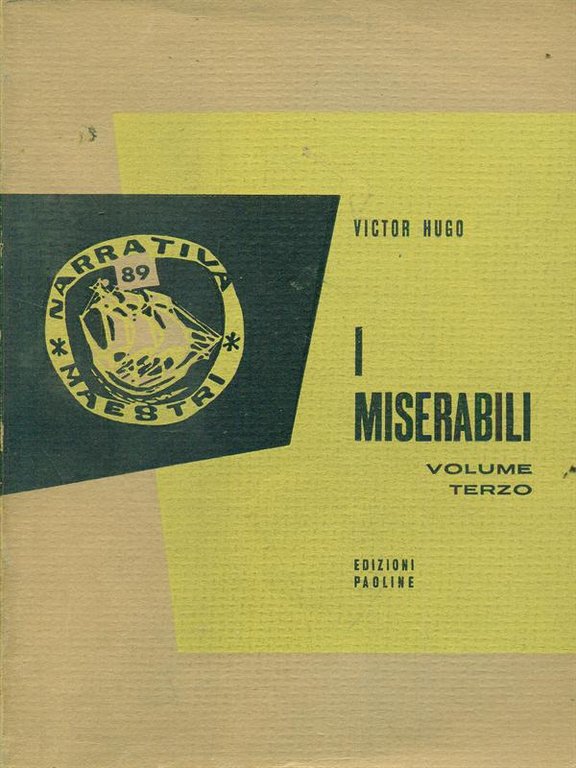 NARRATIVA
89
MAESTRI
VICTOR HUGO
I
MISERABILI
VOLUME
TERZO
EDIZIONI
PAOLINE